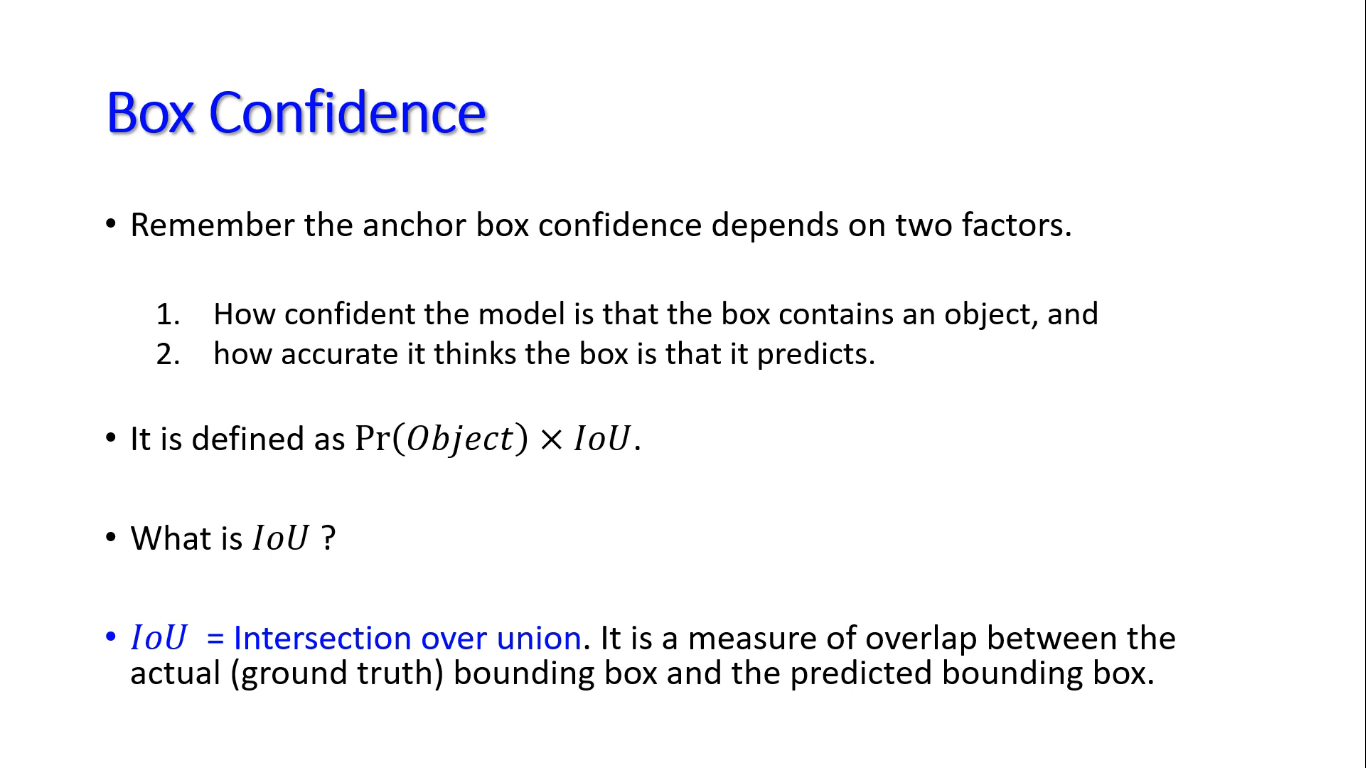 Box Confidence
• Remember the anchor box confidence depends on two factors.
1. How confident the model is that the box contains an object, and
2. how accurate it thinks the box is that it predicts.
• It is defined as Pr(Object) × IoU.
• What is IoU ?
• IoU = Intersection over union. It is a measure of overlap between the
actual (ground truth) bounding box and the predicted bounding box.